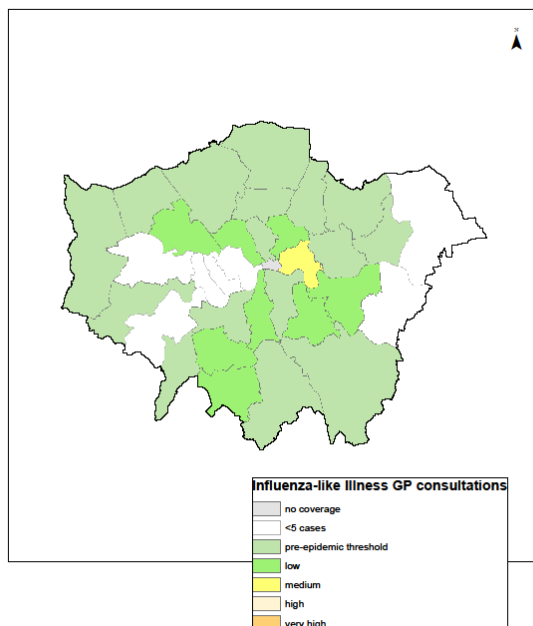 N
Influenza-like Illness GP consultations
no coverage
<5 cases
pre-epidemic threshold
low
medium
high
very high